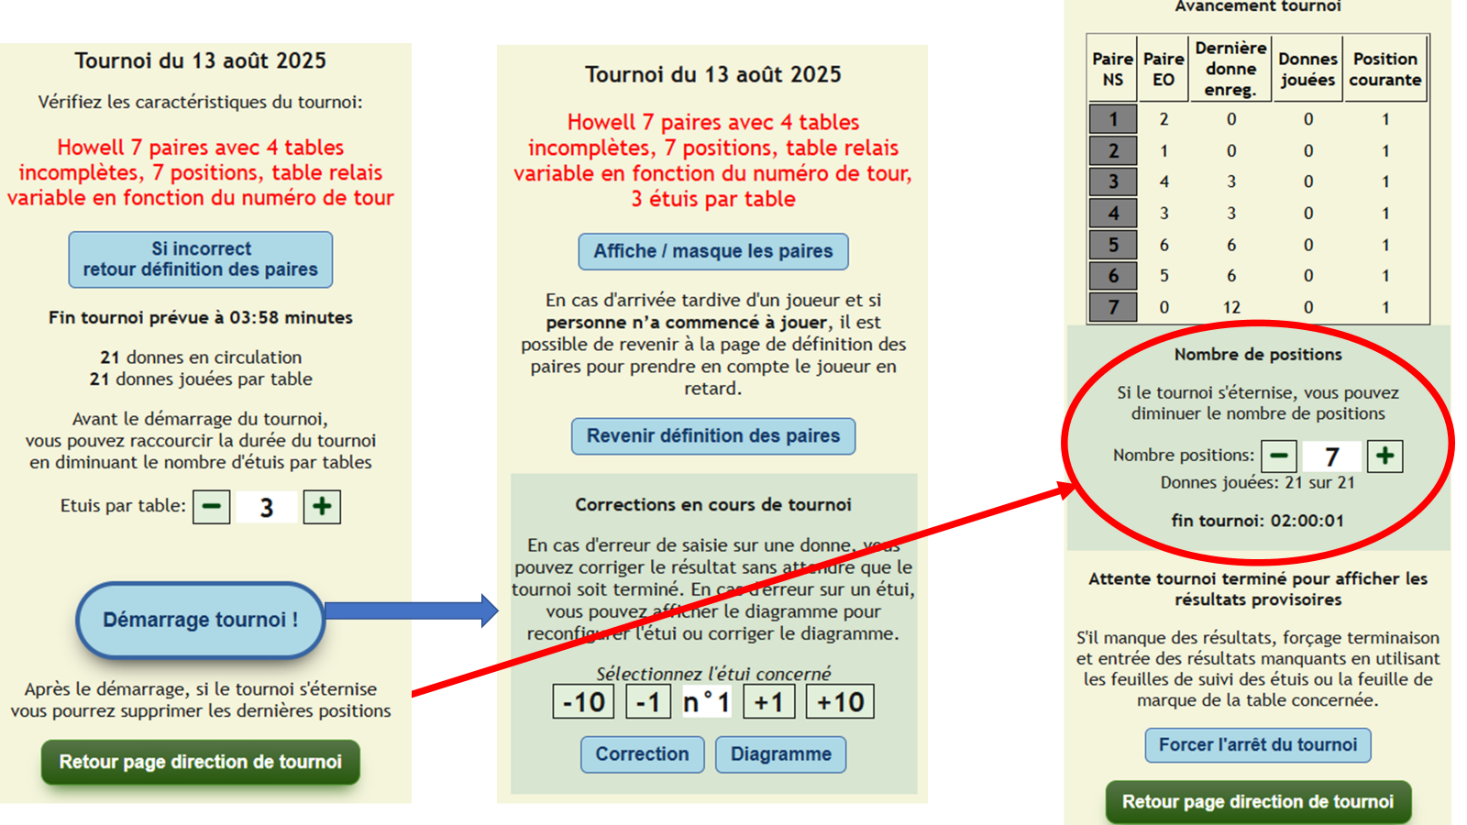 Tournoi du 13 août 2025
Vérifiez les caractéristiques du tournoi:
Howell 7 paires avec 4 tables
incomplètes, 7 positions, table relais
variable en fonction du numéro de tour
Si incorrect
retour définition des paires
Fin tournoi prévue à 03:58 minutes
21 donnes en circulation
21 donnes jouées par table
Avant le démarrage du tournoi,
vous pouvez raccourcir la durée du tournoi
en diminuant le nombre d'étuis par tables
Etuis par table: − 3 +
Démarrage tournoi !
Après le démarrage, si le tournoi s'éternise
vous pourrez supprimer les dernières positions
Retour page direction de tournoi
Tournoi du 13 août 2025
Howell 7 paires avec 4 tables
incomplètes, 7 positions, table relais
variable en fonction du numéro de tour,
3 étuis par table
Affiche / masque les paires
En cas d'arrivée tardive d'un joueur et si
personne n'a commencé à jouer, il est
possible de revenir à la page de définition des
paires pour prendre en compte le joueur en
retard.
Revenir définition des paires
Corrections en cours de tournoi
En cas d'erreur de saisie sur une donne, vous
pouvez corriger le résultat sans attendre que le
tournoi soit terminé. En cas d'erreur sur un étui,
vous pouvez afficher le diagramme pour
reconfigurer l'étui ou corriger le diagramme.
Sélectionnez l'étui concerné
-10 -1 n°1 +1 +10
Correction Diagramme
Avancement tournoi
Paire NS Paire EO Dernière donne enreg. Donnes jouées Position courante
1 2 0 0 1
2 1 0 0 1
3 4 3 0 1
4 3 3 0 1
5 6 6 0 1
6 5 6 0 1
7 0 12 0 1
Nombre de positions
Si le tournoi s'éternise, vous pouvez
diminuer le nombre de positions
Nombre positions: − 7 +
Donnes jouées: 21 sur 21
fin tournoi: 02:00:01
Attente tournoi terminé pour afficher les
résultats provisoires
S'il manque des résultats, forçage terminaison
et entrée des résultats manquants en utilisant
les feuilles de suivi des étuis ou la feuille de
marque de la table concernée.
Forcer l'arrêt du tournoi
Retour page direction de tournoi